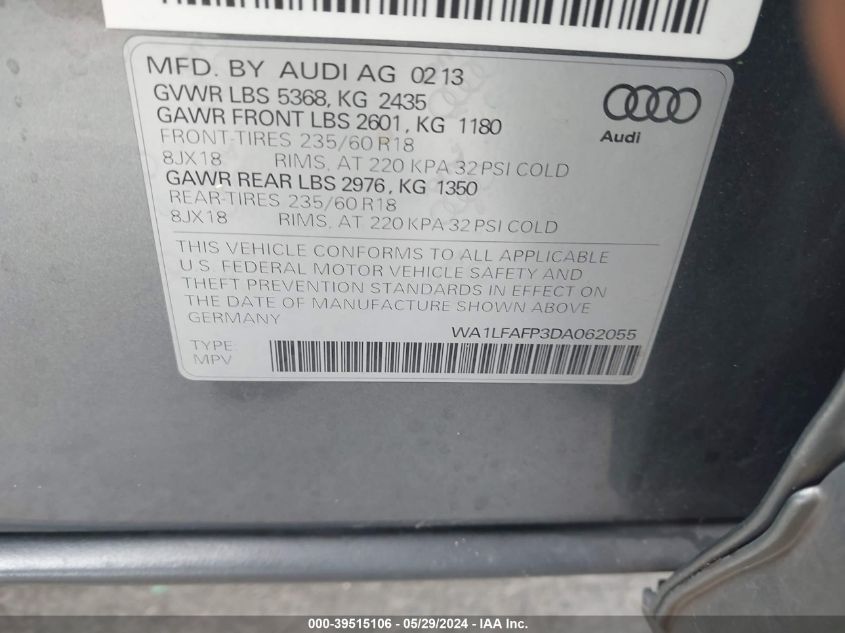 MFD. BY AUDI AG 02 13
GVWR LBS 5368, KG 2435
GAWR FRONT LBS 2601, KG 1180
FRONT-TIRES 235/60 R18
8JX18 RIMS, AT 220 KPA 32 PSI COLD
GAWR REAR LBS 2976, KG 1350
REAR-TIRES 235/60 R18
8JX18 RIMS, AT 220 KPA 32 PSI COLD
Audi
THIS VEHICLE CONFORMS TO ALL APPLICABLE
U.S. FEDERAL MOTOR VEHICLE SAFETY AND
THEFT PREVENTION STANDARDS IN EFFECT ON
THE DATE OF MANUFACTURE SHOWN ABOVE
GERMANY
WA1LFAFP3DA062055
TYPE:
MPV
000-39515106 - 05/29/2024 - IAA Inc.